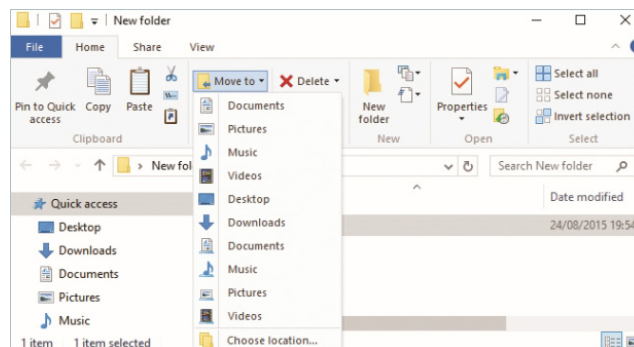 New folder
File Home Share View
Pin to Quick access
Copy
Paste
Clipboard
Move to
Delete
New folder
New
Properties
Open
Select all
Select none
Invert selection
Select
New fol
Search New folder
Date modified
Quick access
24/08/2015 19:54
Desktop
Downloads
Documents
Pictures
Music
Documents
Pictures
Music
Videos
Desktop
Downloads
Documents
Music
Pictures
Videos
Choose location...
1 item 1 item selected